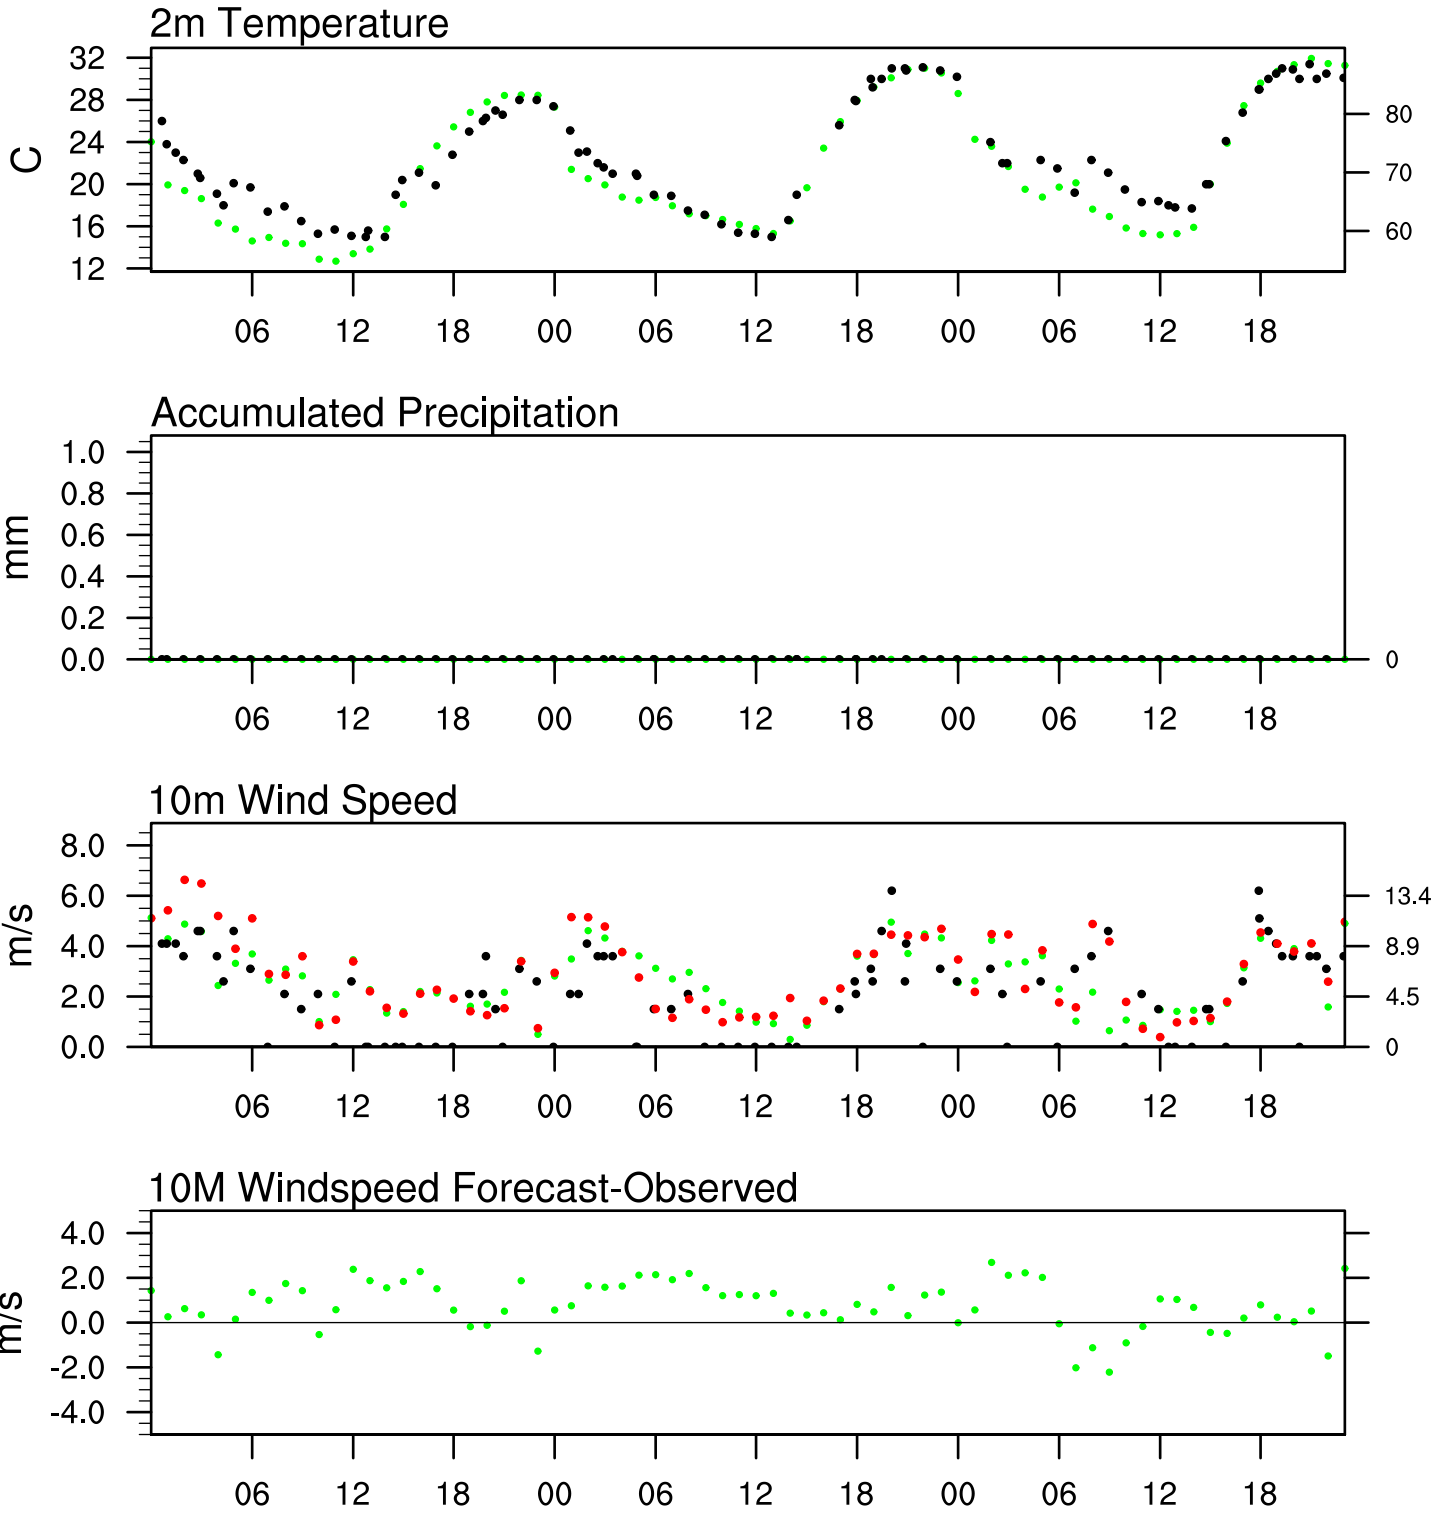 2m Temperature
32
28
24
20
16
12
C
80
70
60
06 12 18 00 06 12 18 00 06 12 18
Accumulated Precipitation
1.0
0.8
0.6
0.4
0.2
0.0
mm
0
06 12 18 00 06 12 18 00 06 12 18
10m Wind Speed
8.0
6.0
4.0
2.0
0.0
m/s
13.4
8.9
4.5
0
06 12 18 00 06 12 18 00 06 12 18
10M Windspeed Forecast-Observed
4.0
2.0
0.0
-2.0
-4.0
m/s
06 12 18 00 06 12 18 00 06 12 18